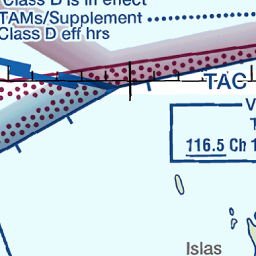 Class D is in effect
TAMs/Supplement
Class D eff hrs
TAC
116.5 Ch 1
Islas